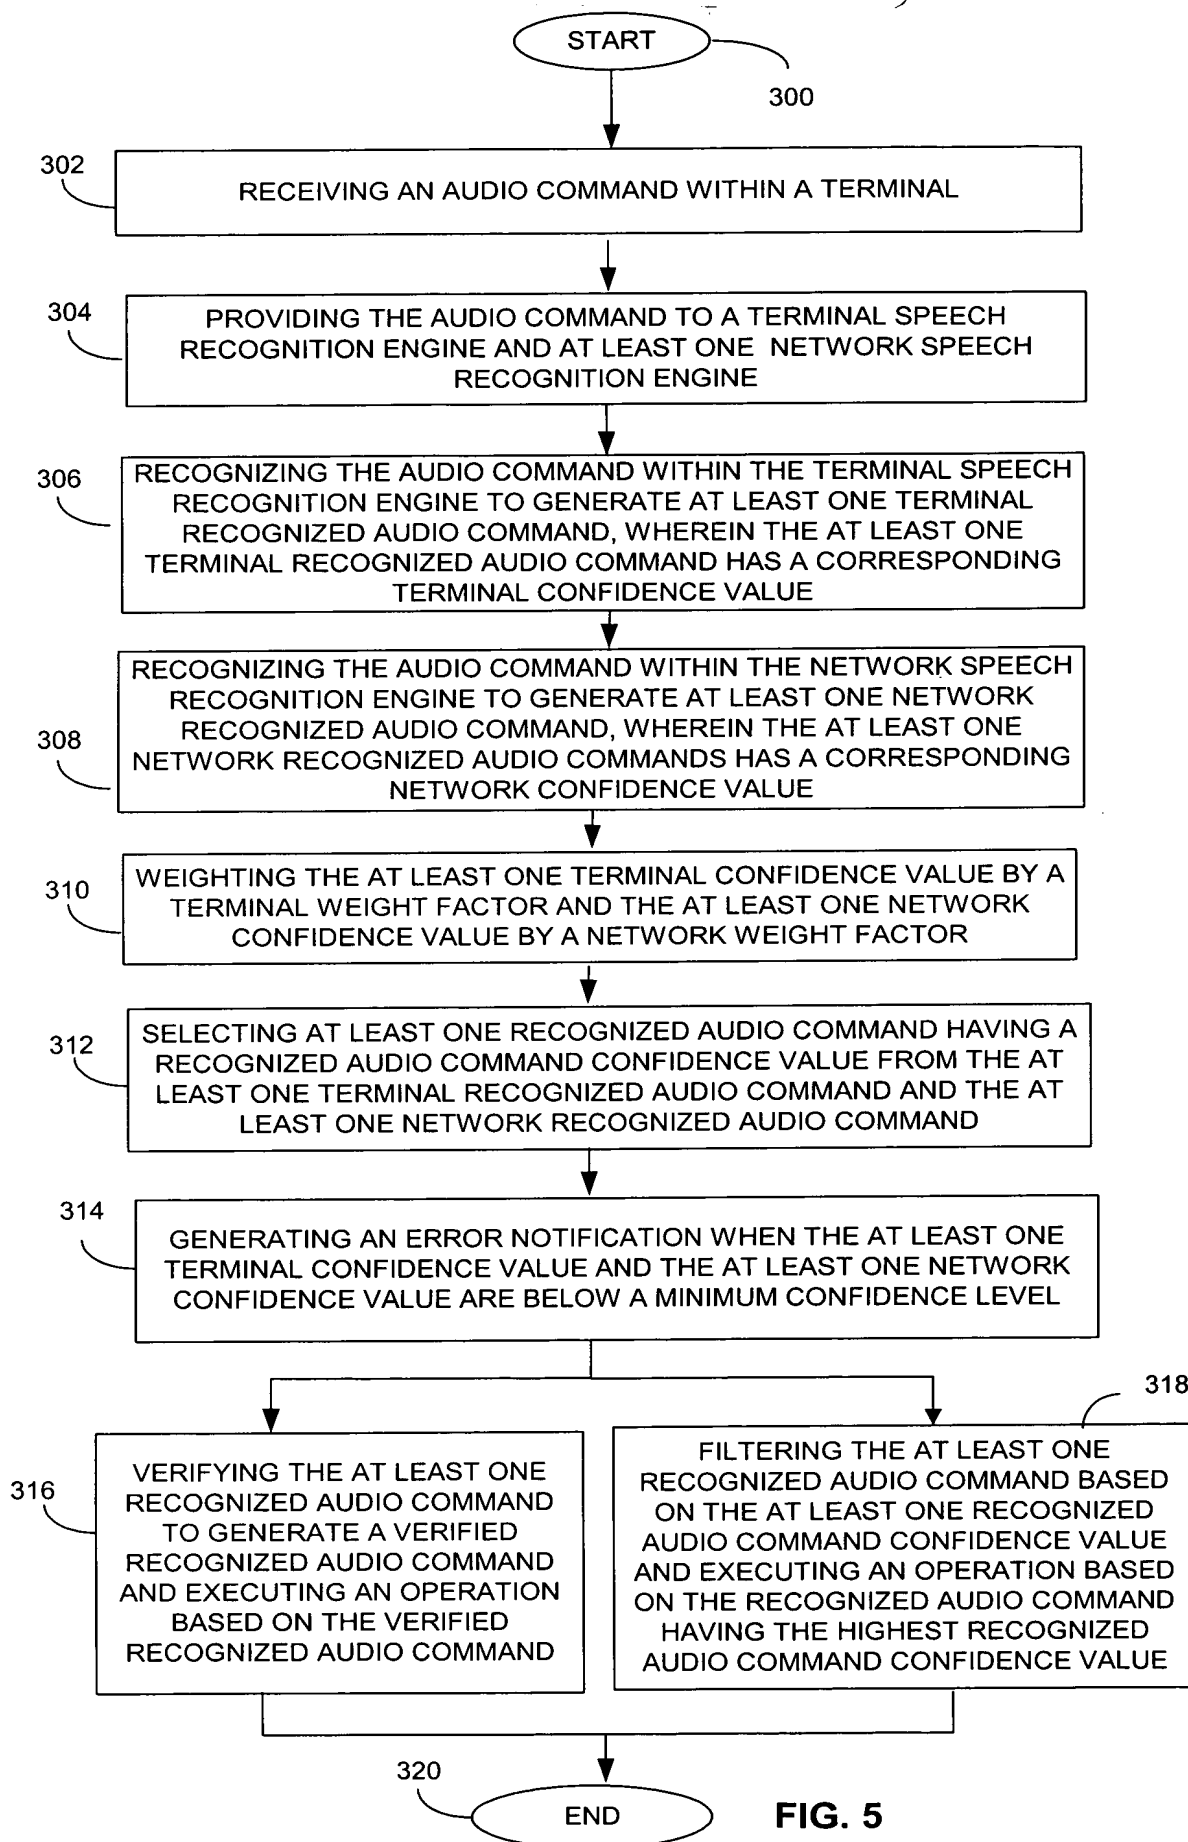 START
300
302
RECEIVING AN AUDIO COMMAND WITHIN A TERMINAL
304
PROVIDING THE AUDIO COMMAND TO A TERMINAL SPEECH
RECOGNITION ENGINE AND AT LEAST ONE NETWORK SPEECH
RECOGNITION ENGINE
306
RECOGNIZING THE AUDIO COMMAND WITHIN THE TERMINAL SPEECH
RECOGNITION ENGINE TO GENERATE AT LEAST ONE TERMINAL
RECOGNIZED AUDIO COMMAND, WHEREIN THE AT LEAST ONE
TERMINAL RECOGNIZED AUDIO COMMAND HAS A CORRESPONDING
TERMINAL CONFIDENCE VALUE
308
RECOGNIZING THE AUDIO COMMAND WITHIN THE NETWORK SPEECH
RECOGNITION ENGINE TO GENERATE AT LEAST ONE NETWORK
RECOGNIZED AUDIO COMMAND, WHEREIN THE AT LEAST ONE
NETWORK RECOGNIZED AUDIO COMMANDS HAS A CORRESPONDING
NETWORK CONFIDENCE VALUE
310
WEIGHTING THE AT LEAST ONE TERMINAL CONFIDENCE VALUE BY A
TERMINAL WEIGHT FACTOR AND THE AT LEAST ONE NETWORK
CONFIDENCE VALUE BY A NETWORK WEIGHT FACTOR
312
SELECTING AT LEAST ONE RECOGNIZED AUDIO COMMAND HAVING A
RECOGNIZED AUDIO COMMAND CONFIDENCE VALUE FROM THE AT
LEAST ONE TERMINAL RECOGNIZED AUDIO COMMAND AND THE AT
LEAST ONE NETWORK RECOGNIZED AUDIO COMMAND
314
GENERATING AN ERROR NOTIFICATION WHEN THE AT LEAST ONE
TERMINAL CONFIDENCE VALUE AND THE AT LEAST ONE NETWORK
CONFIDENCE VALUE ARE BELOW A MINIMUM CONFIDENCE LEVEL
316
VERIFYING THE AT LEAST ONE
RECOGNIZED AUDIO COMMAND
TO GENERATE A VERIFIED
RECOGNIZED AUDIO COMMAND
AND EXECUTING AN OPERATION
BASED ON THE VERIFIED
RECOGNIZED AUDIO COMMAND
318
FILTERING THE AT LEAST ONE
RECOGNIZED AUDIO COMMAND BASED
ON THE AT LEAST ONE RECOGNIZED
AUDIO COMMAND CONFIDENCE VALUE
AND EXECUTING AN OPERATION BASED
ON THE RECOGNIZED AUDIO COMMAND
HAVING THE HIGHEST RECOGNIZED
AUDIO COMMAND CONFIDENCE VALUE
320
END
FIG. 5